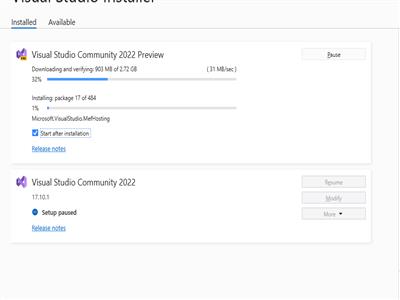 Visual Studio Installer
Installed Available
Visual Studio Community 2022 Preview
Pause
Downloading and verifying: 903 MB of 2.72 GB ( 31 MB/sec )
32%
Installing: package 17 of 484
1%
Microsoft.VisualStudio.MefHosting
Start after installation
Release notes
Visual Studio Community 2022
Resume
17.10.1
Modify
Setup paused
More
Release notes